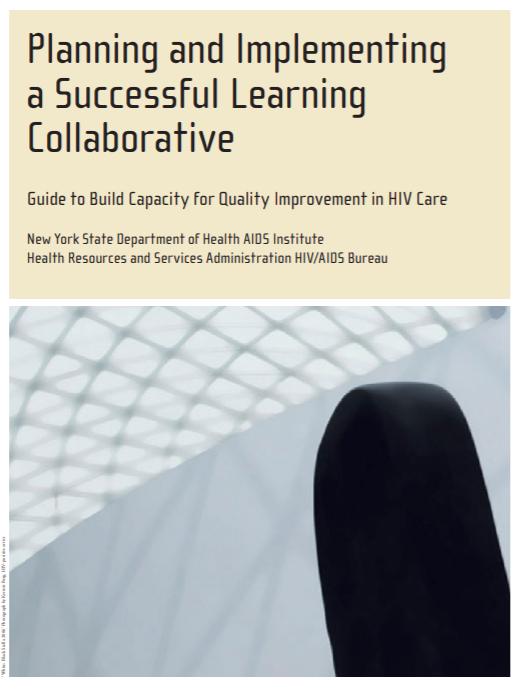 Planning and Implementing
a Successful Learning
Collaborative
Guide to Build Capacity for Quality Improvement in HIV Care
New York State Department of Health AIDS Institute
Health Resources and Services Administration HIV/AIDS Bureau